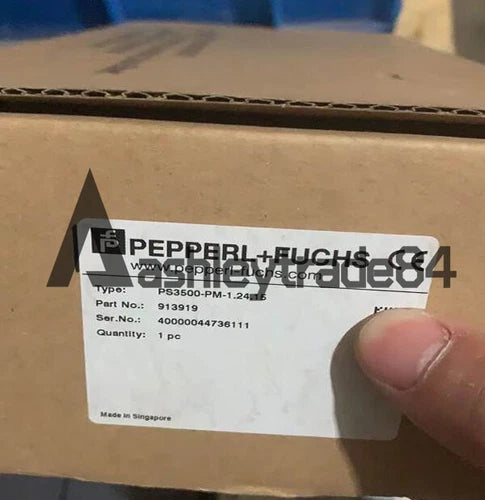 PEPPERL+FUCHS CE
www.pepperl-fuchs.com
Aashleytrade84
Type: PS3500-PM-1.24.15
Part No.: 913919
Ser.No.: 40000044736111
Quantity: 1 pc
Made in Singapore